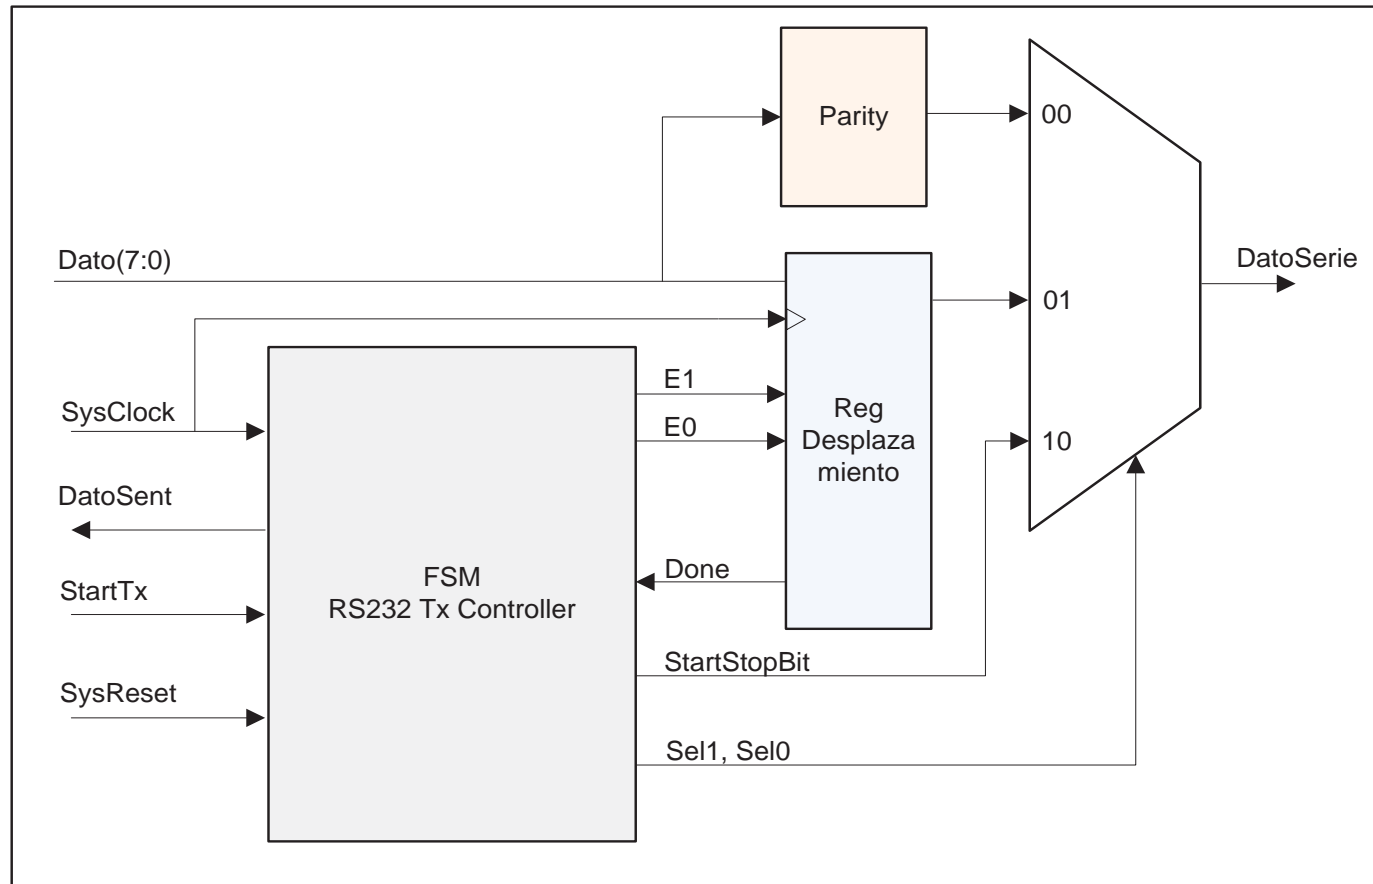 Parity
00
Dato(7:0)
DatoSerie
01
E1
SysClock
E0
Reg
Desplaza
miento
10
DatoSent
FSM
RS232 Tx Controller
Done
StartTx
StartStopBit
SysReset
Sel1, Sel0